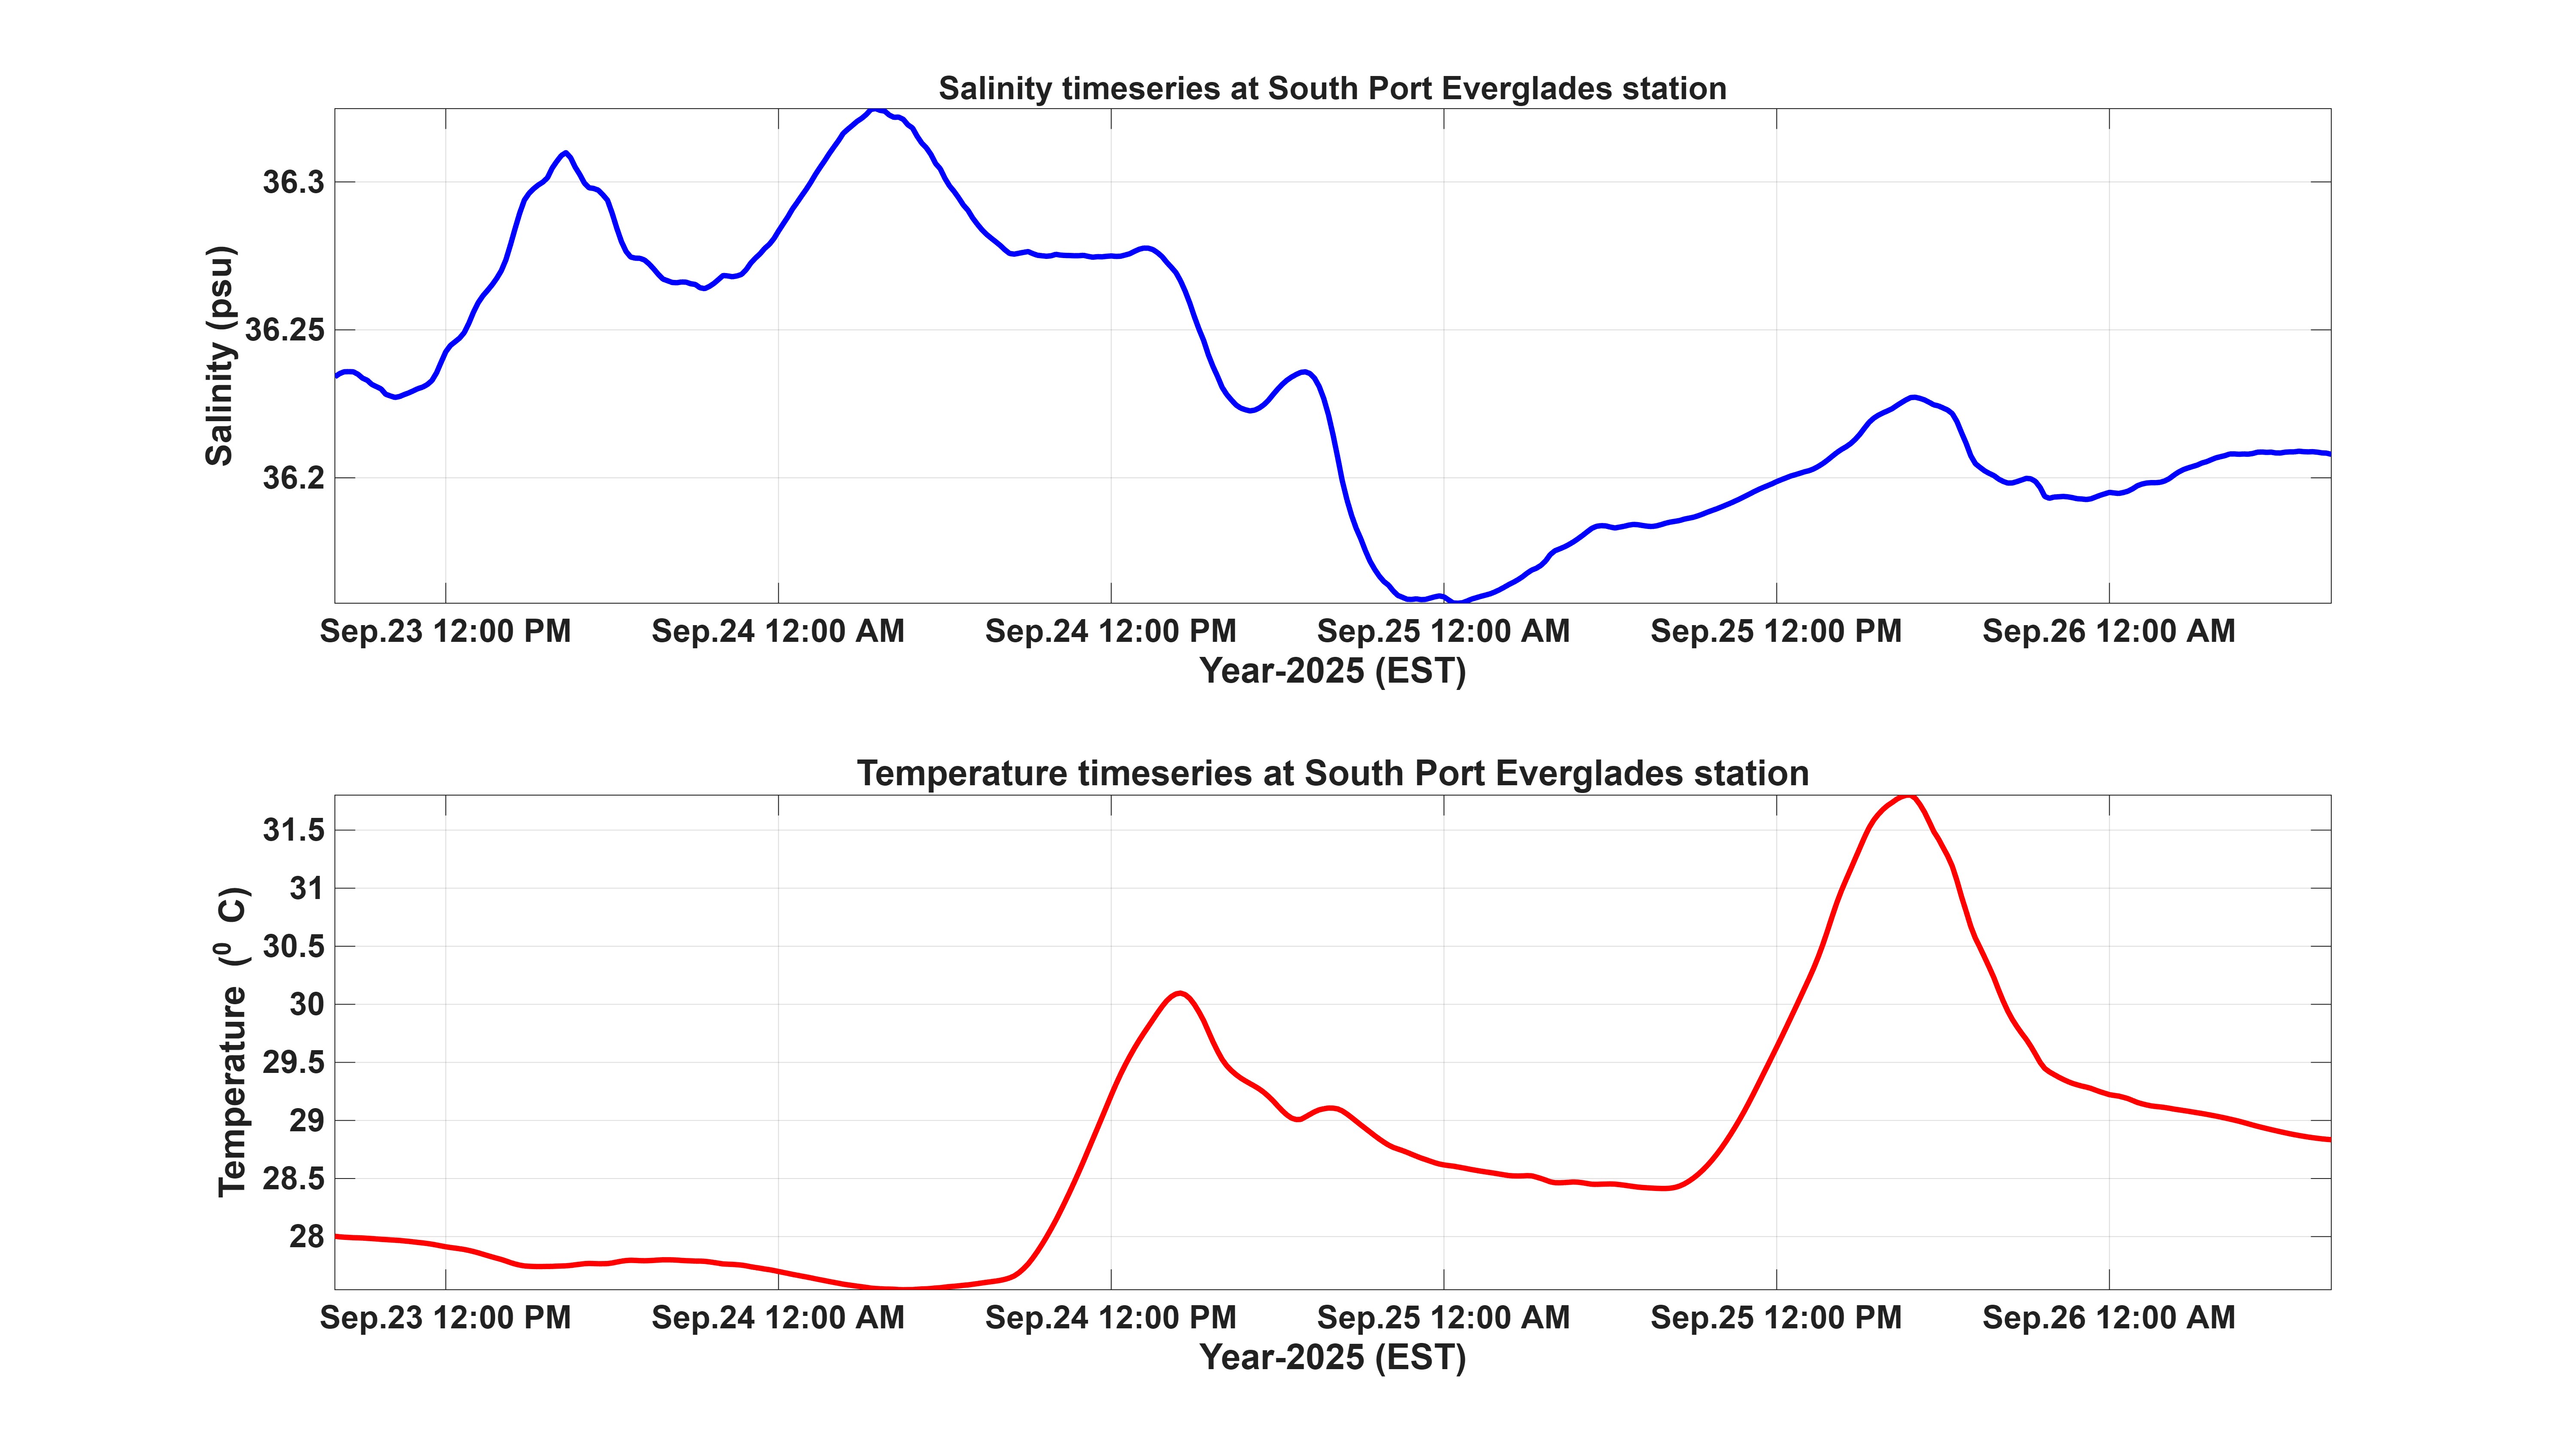 Salinity timeseries at South Port Everglades station
Salinity (psu)
36.3
36.25
36.2
Sep.23 12:00 PM Sep.24 12:00 AM Sep.24 12:00 PM Sep.25 12:00 AM Sep.25 12:00 PM Sep.26 12:00 AM
Year-2025 (EST)
Temperature timeseries at South Port Everglades station
Temperature (⁰ C)
31.5
31
30.5
30
29.5
29
28.5
28
Sep.23 12:00 PM Sep.24 12:00 AM Sep.24 12:00 PM Sep.25 12:00 AM Sep.25 12:00 PM Sep.26 12:00 AM
Year-2025 (EST)